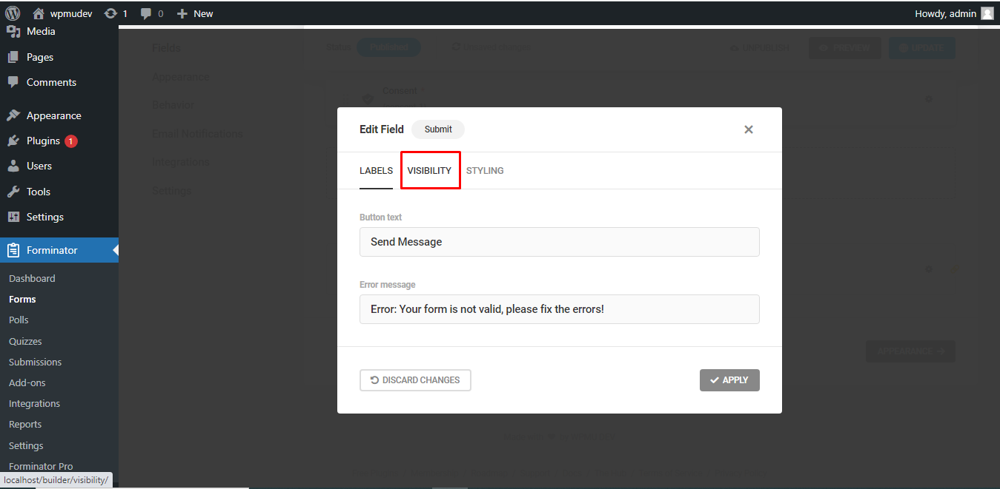 wpmudev 1 0 New Howdy, admin
Media
Pages
Comments
Appearance
Plugins 1
Users
Tools
Settings
Forminator
Dashboard
Forms
Polls
Quizzes
Submissions
Add-ons
Integrations
Reports
Settings
Forminator Pro
localhost/builder/visibility/
Fields
Appearance
Behavior
Email Notifications
Integrations
Settings
Status Published UNPUBLISH PREVIEW UPDATE
Consent
Edit Field Submit
LABELS VISIBILITY STYLING
Button text
Send Message
Error message
Error: Your form is not valid, please fix the errors!
DISCARD CHANGES APPLY
APPEARANCE